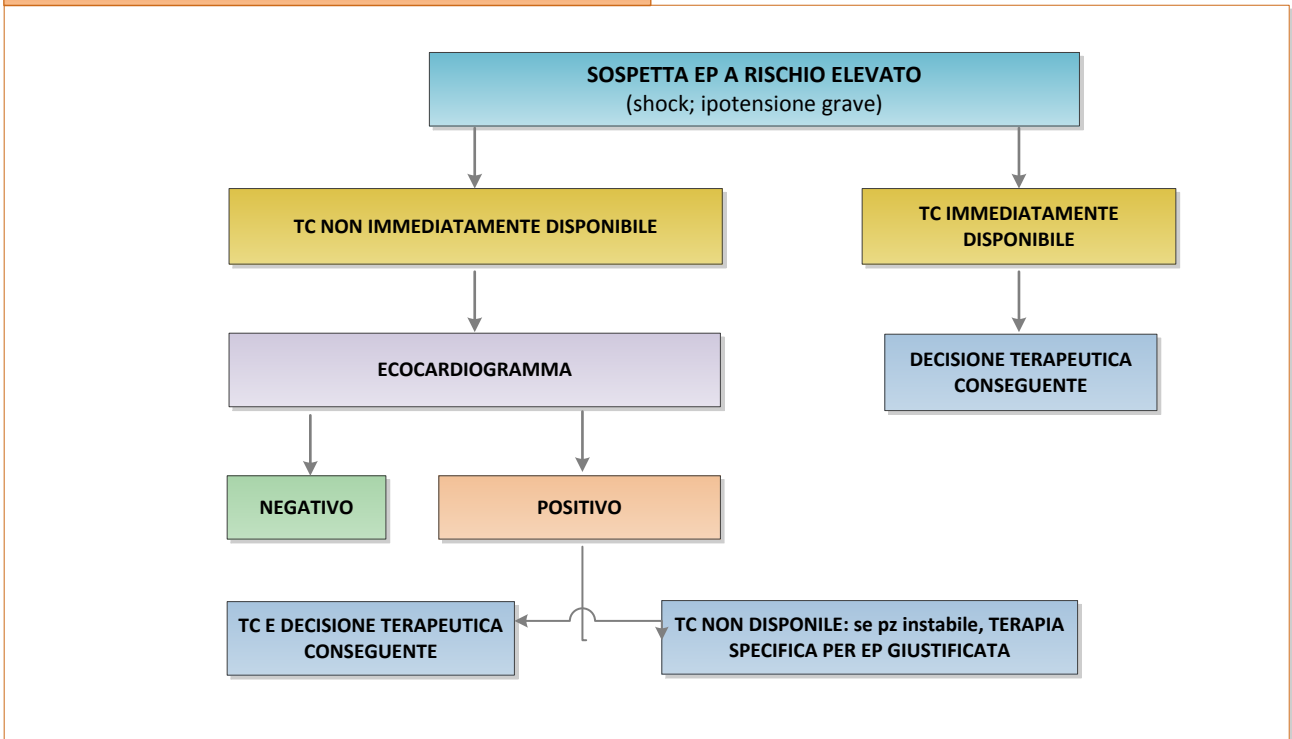 SOSPETTA EP A RISCHIO ELEVATO
(shock; ipotensione grave)
TC NON IMMEDIATAMENTE DISPONIBILE
TC IMMEDIATAMENTE
DISPONIBILE
ECOCARDIOGRAMMA
DECISIONE TERAPEUTICA
CONSEGUENTE
NEGATIVO
POSITIVO
TC E DECISIONE TERAPEUTICA
CONSEGUENTE
TC NON DISPONILE: se pz instabile, TERAPIA
SPECIFICA PER EP GIUSTIFICATA